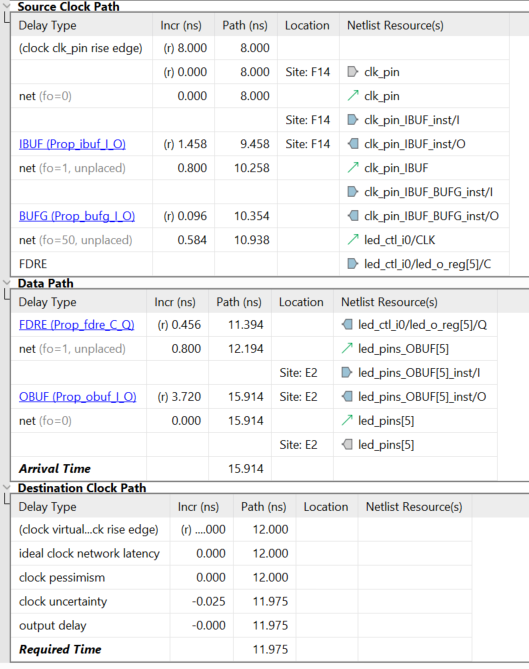 Source Clock Path
Delay Type Incr (ns) Path (ns) Location Netlist Resource(s)
(clock clk_pin rise edge) (r) 8.000 8.000
(r) 0.000 8.000 Site: F14 clk_pin
net (fo=0) 0.000 8.000 clk_pin
Site: F14 clk_pin_IBUF_inst/I
IBUF (Prop_ibuf_I_O) (r) 1.458 9.458 Site: F14 clk_pin_IBUF_inst/O
net (fo=1, unplaced) 0.800 10.258 clk_pin_IBUF
clk_pin_IBUF_BUFG_inst/I
BUFG (Prop_bufg_I_O) (r) 0.096 10.354 clk_pin_IBUF_BUFG_inst/O
net (fo=50, unplaced) 0.584 10.938 led_ctl_i0/CLK
FDRE led_ctl_i0/led_o_reg[5]/C
Data Path
Delay Type Incr (ns) Path (ns) Location Netlist Resource(s)
FDRE (Prop_fdre_C_Q) (r) 0.456 11.394 led_ctl_i0/led_o_reg[5]/Q
net (fo=1, unplaced) 0.800 12.194 led_pins_OBUF[5]
Site: E2 led_pins_OBUF[5]_inst/I
OBUF (Prop_obuf_I_O) (r) 3.720 15.914 Site: E2 led_pins_OBUF[5]_inst/O
net (fo=0) 0.000 15.914 led_pins[5]
Site: E2 led_pins[5]
Arrival Time 15.914
Destination Clock Path
Delay Type Incr (ns) Path (ns) Location Netlist Resource(s)
(clock virtual...ck rise edge) (r) ....000 12.000
ideal clock network latency 0.000 12.000
clock pessimism 0.000 12.000
clock uncertainty -0.025 11.975
output delay -0.000 11.975
Required Time 11.975